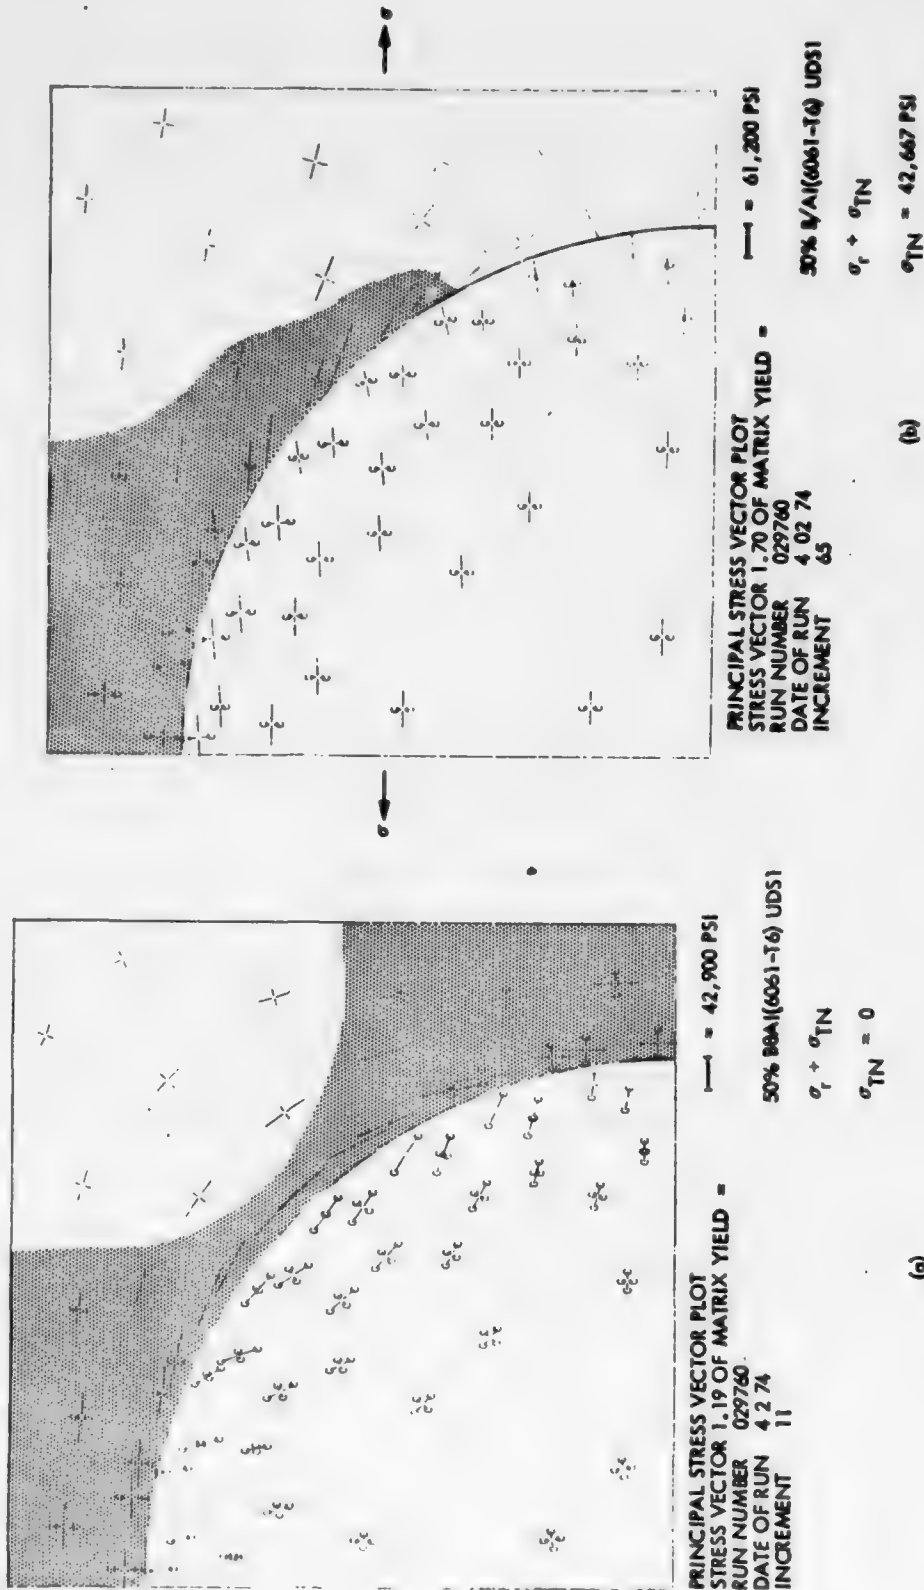 PRINCIPAL STRESS VECTOR PLOT
STRESS VECTOR 1.19 OF MATRIX YIELD =
RUN NUMBER 029760
DATE OF RUN 4 2 74
INCREMENT 11
= 42,900 PSI
50% B&Al(6061-T6) UDS1
σr + σTN
σTN = 0
(a)
σ
σ
PRINCIPAL STRESS VECTOR PLOT
STRESS VECTOR 1.70 OF MATRIX YIELD =
RUN NUMBER 029760
DATE OF RUN 4 02 74
INCREMENT 65
= 61,200 PSI
50% B/Al(6061-T6) UDS1
σr + σTN
σTN = 42,667 PSI
(b)